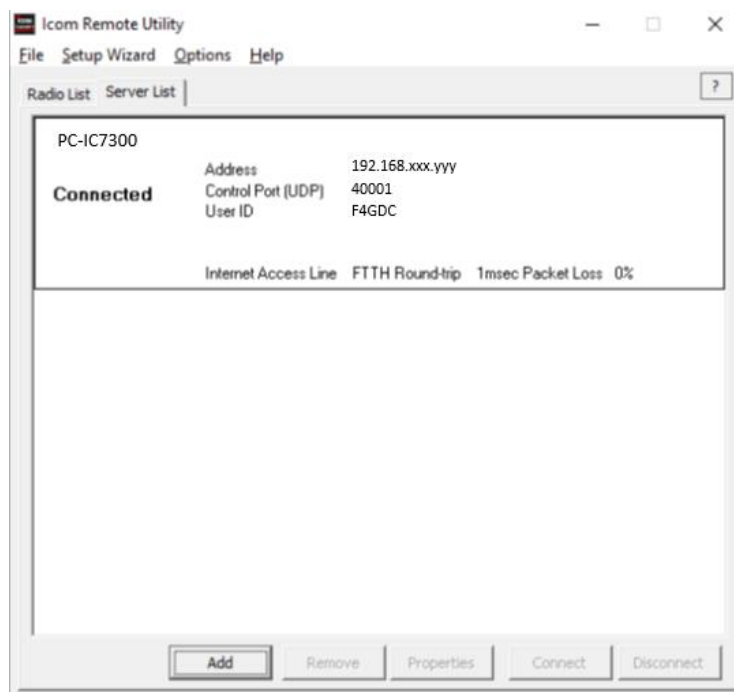 Icom Remote Utility
File Setup Wizard Options Help
Radio List Server List ?
PC-IC7300
Address 192.168.xxx.yyy
Connected Control Port (UDP) 40001
User ID F4GDC
Internet Access Line FTTH Round-trip 1msec Packet Loss 0%
Add Remove Properties Connect Disconnect